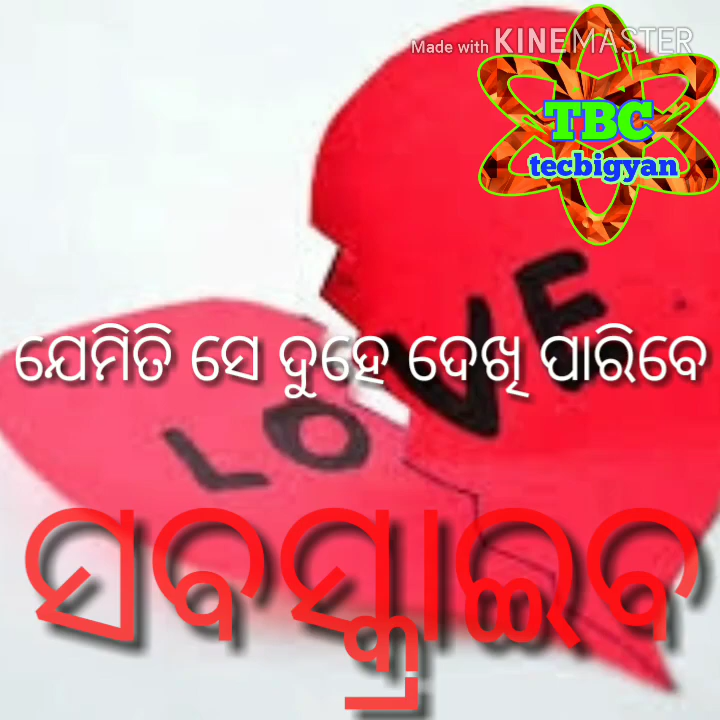 Made with KINEMASTER
TBC
tecbigyan
LOVE
ଯେମିତି ସେ ଦୁହେ ଦେଖି ପାରିବେ
ସବସ୍କ୍ରାଇବ